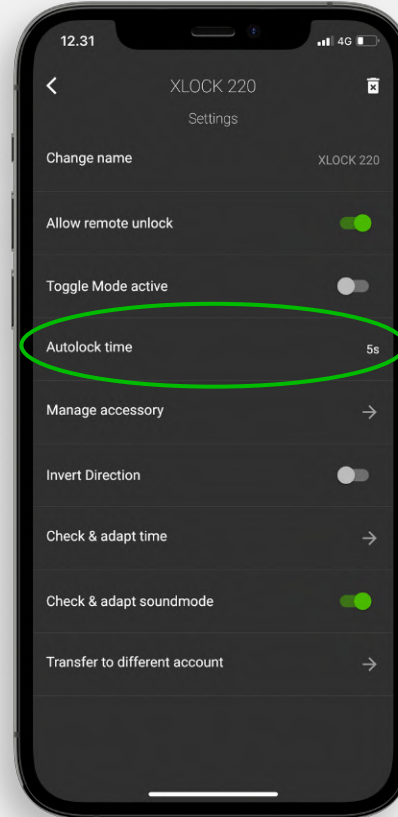 12.31
4G
XLOCK 220
Settings
Change name XLOCK 220
Allow remote unlock
Toggle Mode active
Autolock time 5s
Manage accessory
Invert Direction
Check & adapt time
Check & adapt soundmode
Transfer to different account